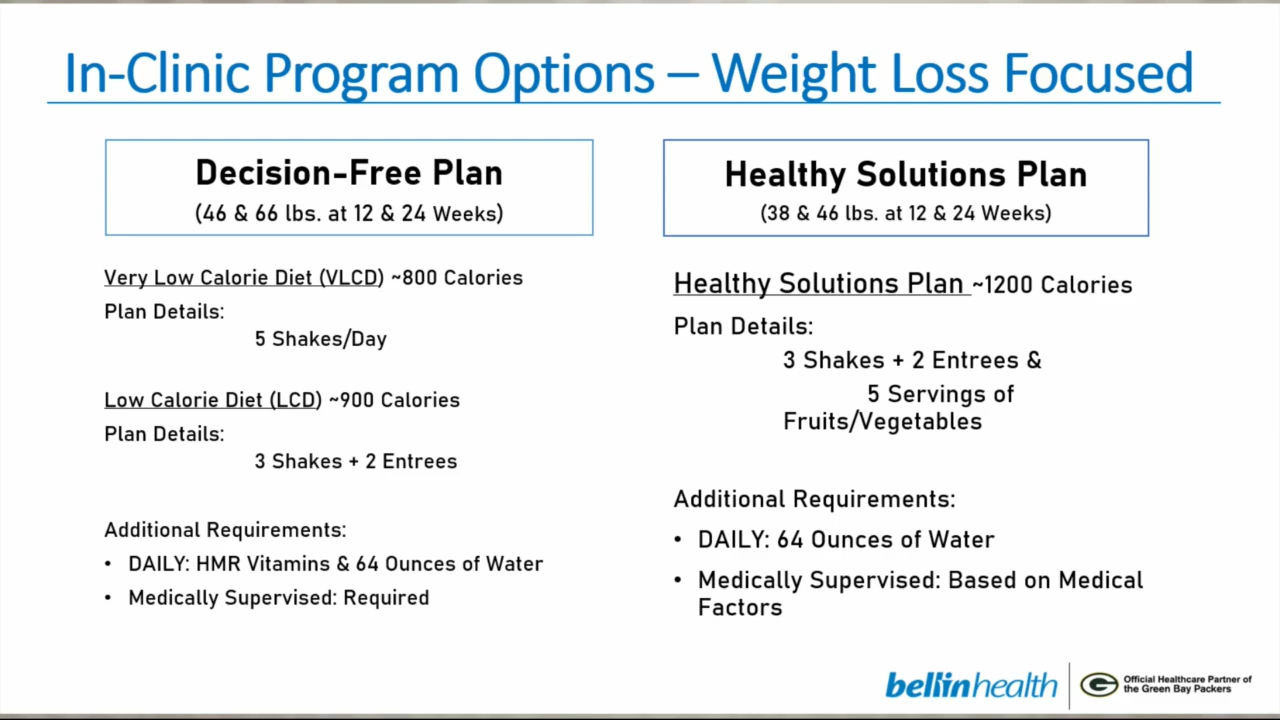 In-Clinic Program Options – Weight Loss Focused
Decision-Free Plan
(46 & 66 lbs. at 12 & 24 Weeks)
Very Low Calorie Diet (VLCD) ~800 Calories
Plan Details:
5 Shakes/Day
Low Calorie Diet (LCD) ~900 Calories
Plan Details:
3 Shakes + 2 Entrees
Additional Requirements:
• DAILY: HMR Vitamins & 64 Ounces of Water
• Medically Supervised: Required
Healthy Solutions Plan
(38 & 46 lbs. at 12 & 24 Weeks)
Healthy Solutions Plan ~1200 Calories
Plan Details:
3 Shakes + 2 Entrees &
5 Servings of
Fruits/Vegetables
Additional Requirements:
• DAILY: 64 Ounces of Water
• Medically Supervised: Based on Medical
Factors
bellinhealth
G
Official Healthcare Partner of
the Green Bay Packers